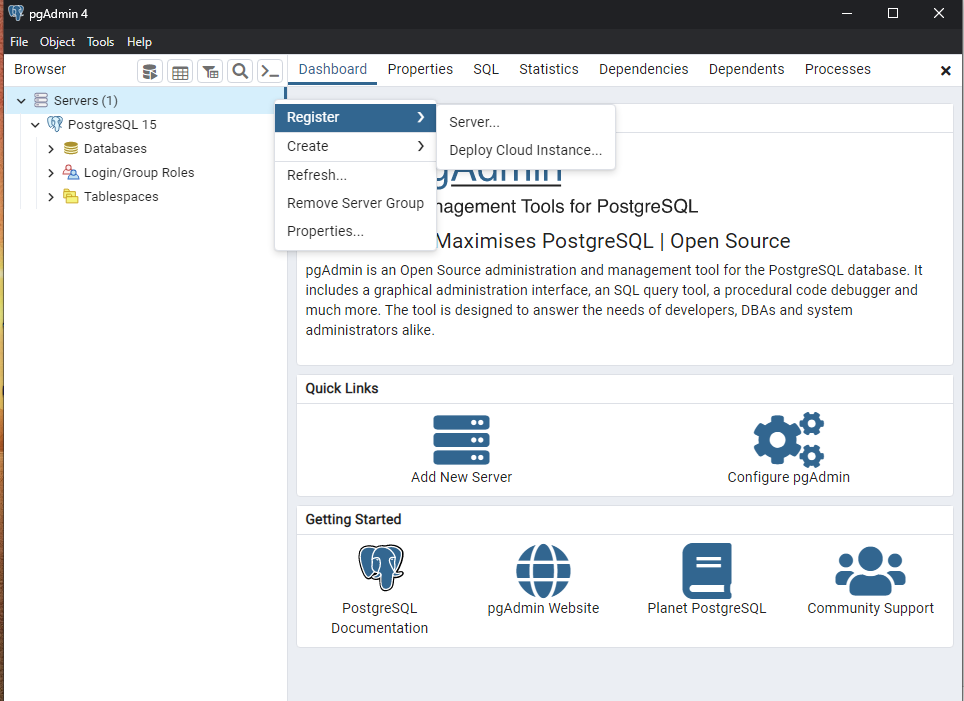 pgAdmin 4
File Object Tools Help
Browser
Dashboard Properties SQL Statistics Dependencies Dependents Processes
Servers (1)
PostgreSQL 15
Databases
Login/Group Roles
Tablespaces
Register
Create
Refresh...
Remove Server Group
Properties...
Server...
Deploy Cloud Instance...
Management Tools for PostgreSQL
Maximises PostgreSQL | Open Source
pgAdmin is an Open Source administration and management tool for the PostgreSQL database. It
includes a graphical administration interface, an SQL query tool, a procedural code debugger and
much more. The tool is designed to answer the needs of developers, DBAs and system
administrators alike.
Quick Links
Add New Server
Configure pgAdmin
Getting Started
PostgreSQL
Documentation
pgAdmin Website
Planet PostgreSQL
Community Support